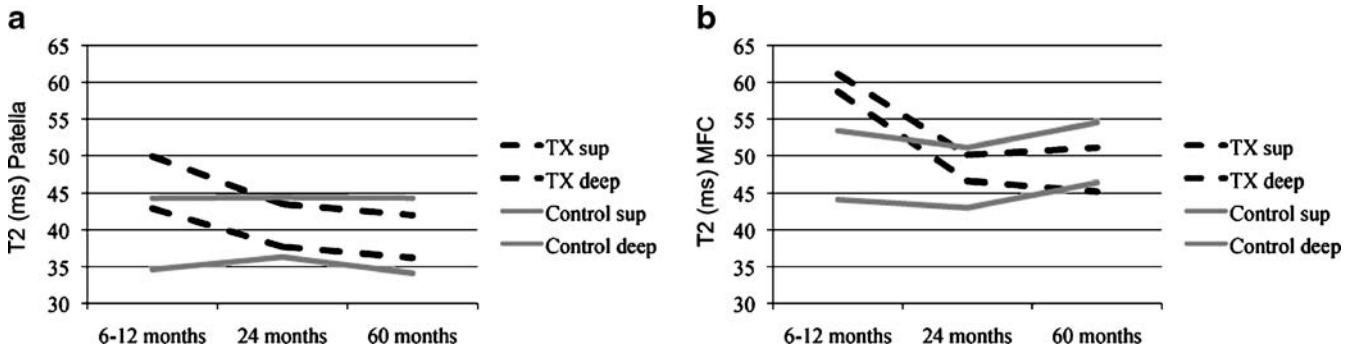 a
T2 (ms) Patella
65
60
55
50
45
40
35
30
6-12 months 24 months 60 months
TX sup
TX deep
Control sup
Control deep
b
T2 (ms) MFC
65
60
55
50
45
40
35
30
6-12 months 24 months 60 months
TX sup
TX deep
Control sup
Control deep